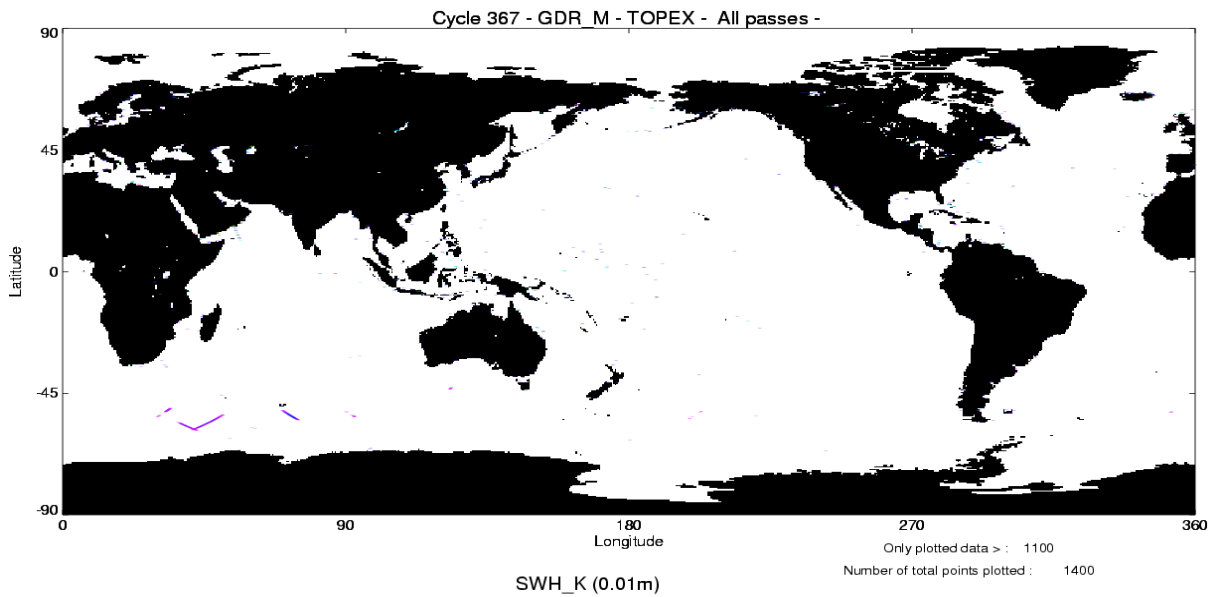 Cycle 367 - GDR_M - TOPEX - All passes -
90
45
0
-45
-90
Latitude
0 90 180 270 360
Longitude
Only plotted data > : 1100
Number of total points plotted : 1400
SWH_K (0.01m)